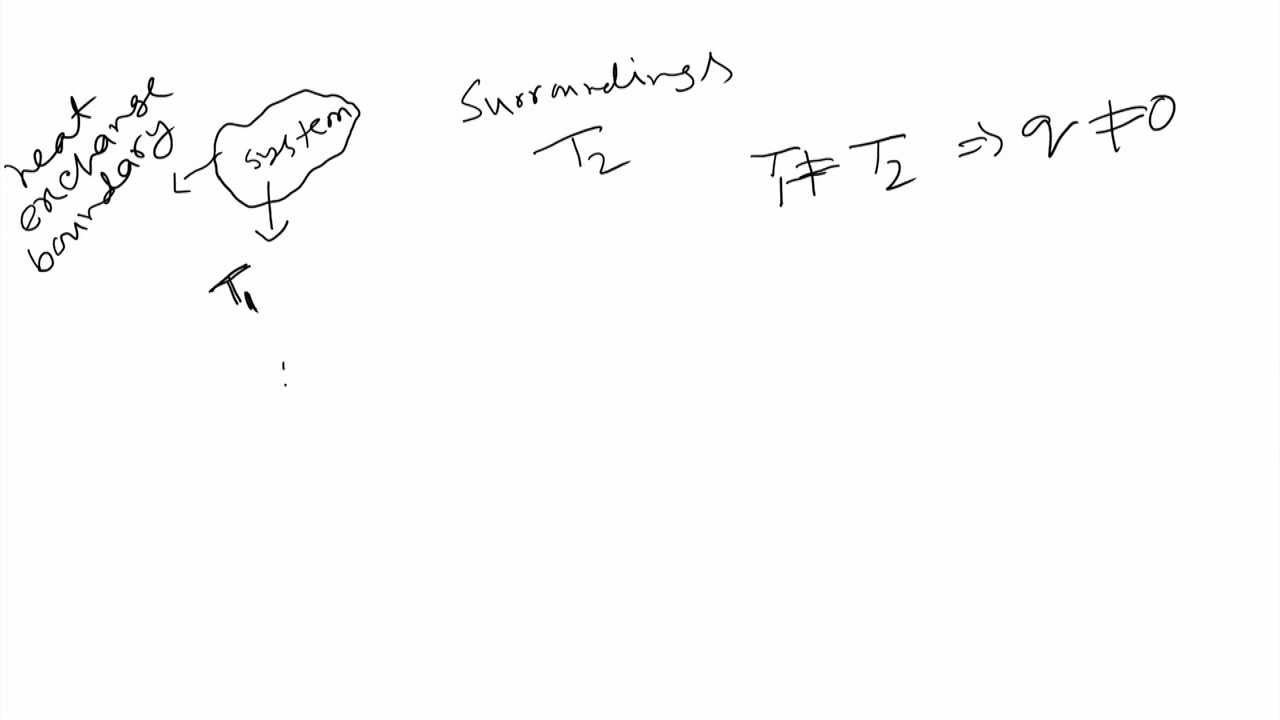 heat
exchange
boundary
system
T₁
Surroundings
T₂
T₁ ≠ T₂ ⇒ q ≠ 0